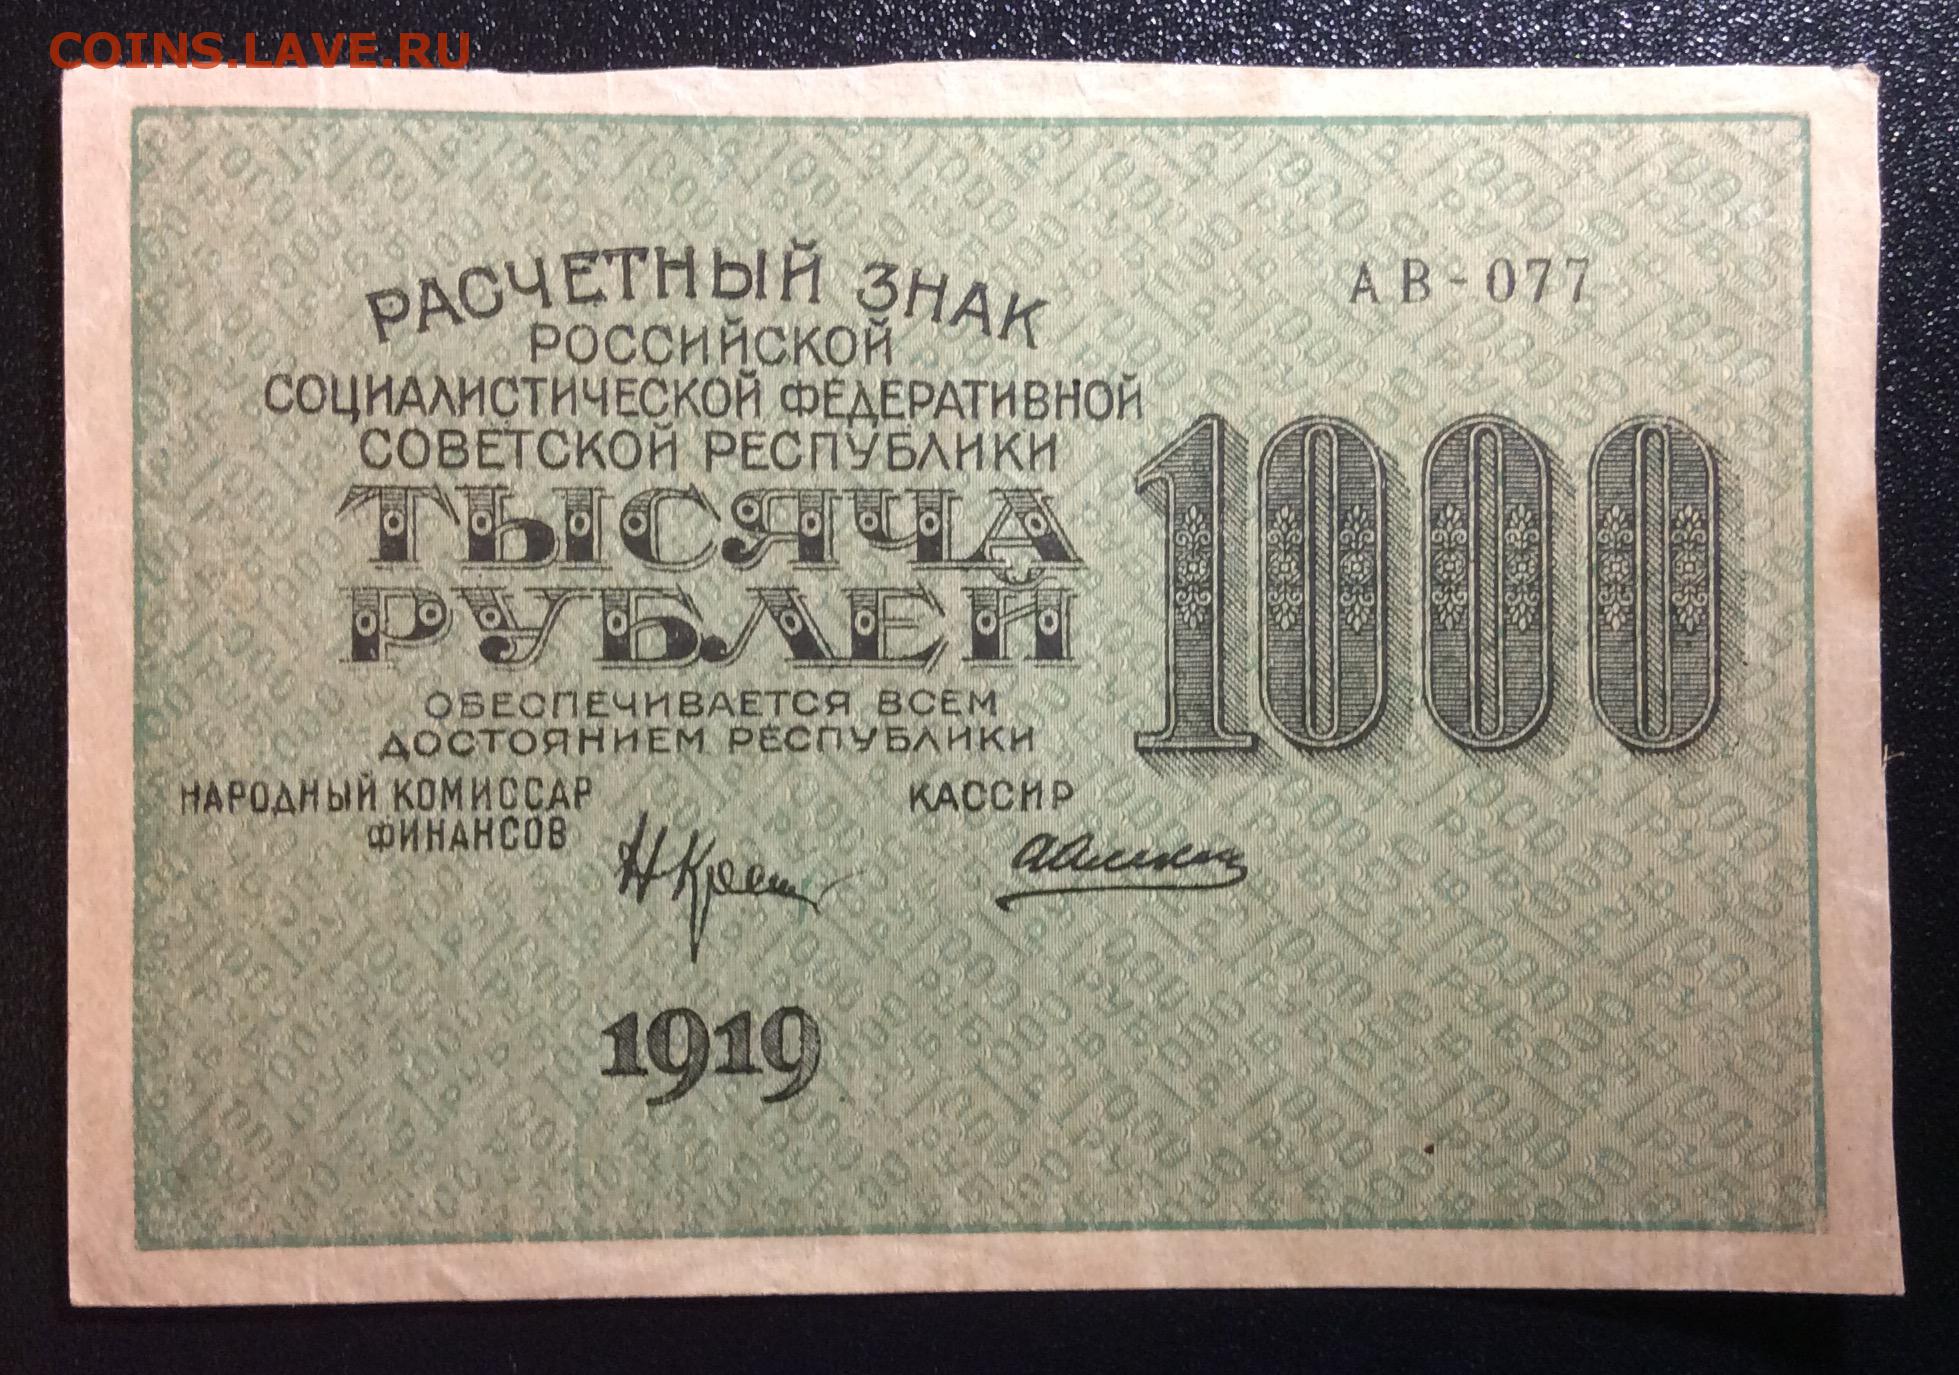 COINS.LAVE.RU
РАСЧЕТНЫЙ ЗНАК
РОССИЙСКОЙ
СОЦИАЛИСТИЧЕСКОЙ ФЕДЕРАТИВНОЙ
СОВЕТСКОЙ РЕСПУБЛИКИ
ТЫСЯЧА
РУБЛЕЙ
ОБЕСПЕЧИВАЕТСЯ ВСЕМ
ДОСТОЯНИЕМ РЕСПУБЛИКИ
АВ-077
1000
НАРОДНЫЙ КОМИССАР
ФИНАНСОВ
КАССИР
1919